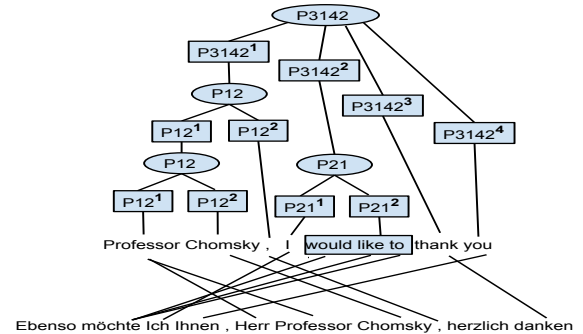 P3142
P3142¹
P3142²
P12
P3142³
P12¹ P12² P3142⁴
P12 P21
P12¹ P12² P21¹ P21²
Professor Chomsky , I would like to thank you
Ebenso möchte Ich Ihnen , Herr Professor Chomsky , herzlich danken